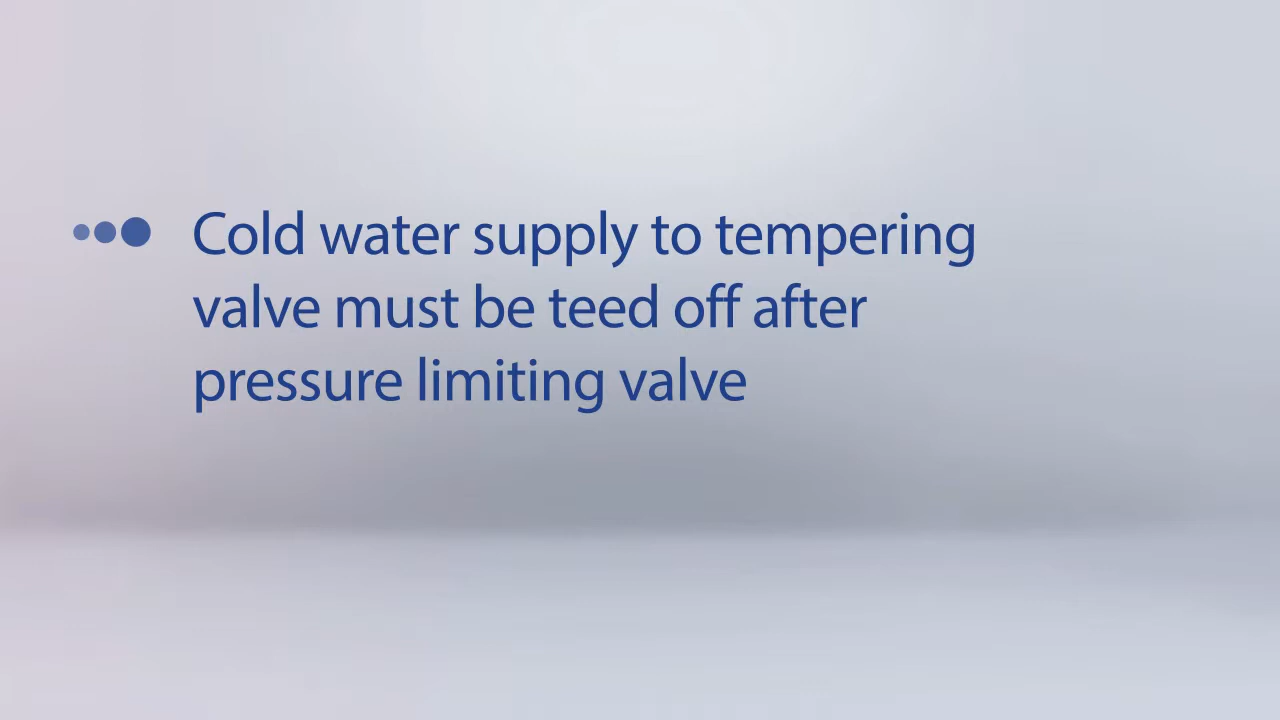 Cold water supply to tempering
valve must be teed off after
pressure limiting valve